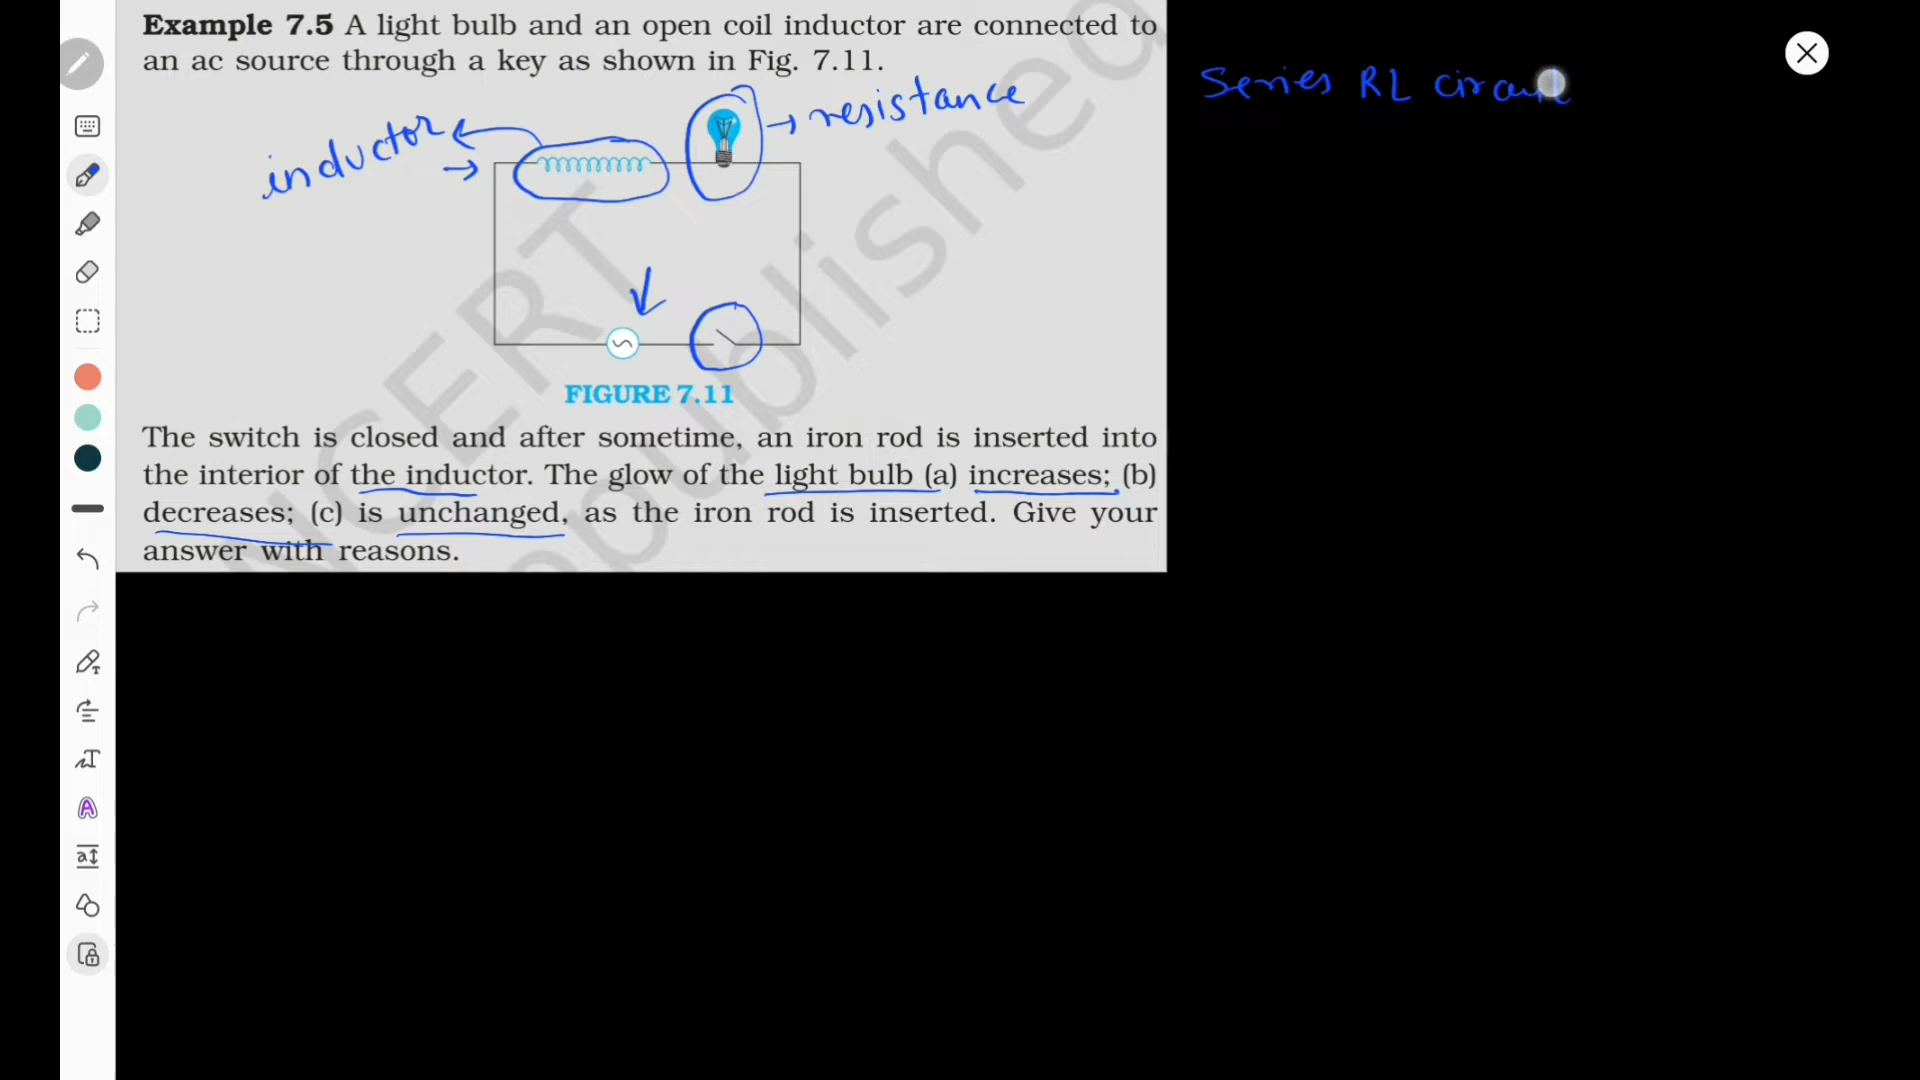 Example 7.5 A light bulb and an open coil inductor are connected to
an ac source through a key as shown in Fig. 7.11.
Series RL circuit
inductor
resistance
FIGURE 7.11
The switch is closed and after sometime, an iron rod is inserted into
the interior of the inductor. The glow of the light bulb (a) increases; (b)
decreases; (c) is unchanged, as the iron rod is inserted. Give your
answer with reasons.
NCERT
republished